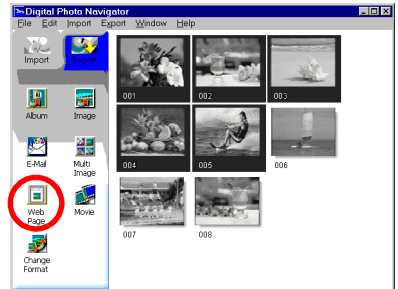 Digital Photo Navigator
File Edit Import Export Window Help
Import Export
Album Image
E-Mail Multi
Image
Web
Page Movie
Change
Format
001 002 003
004 005 006
007 008